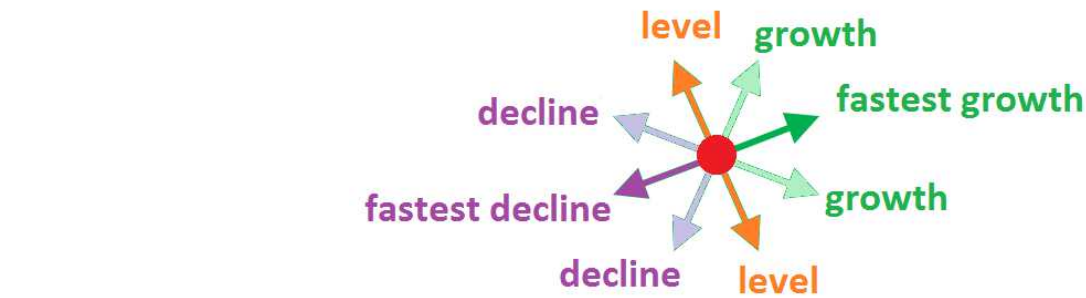 level
growth
fastest growth
decline
growth
fastest decline
decline
level